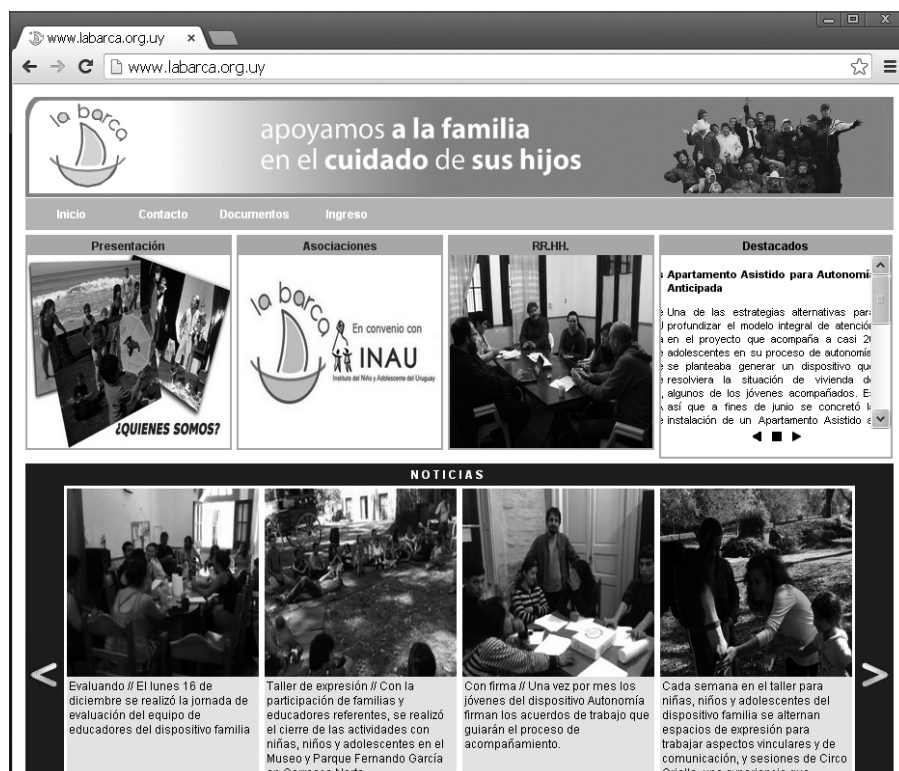 www.labarca.org.uy
www.labarca.org.uy
la barca
apoyamos a la familia
en el cuidado de sus hijos
Inicio Contacto Documentos Ingreso
Presentación
¿QUIENES SOMOS?
Asociaciones
la barca
En convenio con
INAU
Instituto del Niño y Adolescente del Uruguay
RR.HH.
Destacados
s Apartamento Asistido para Autonomí
Anticipada
Una de las estrategias alternativas par
profundizar el modelo integral de atenció
en el proyecto que acompaña a casi 2
adolescentes en su proceso de autonomía
se planteaba generar un dispositivo qu
resolviera la situación de vivienda d
algunos de los jóvenes acompañados. E
así que a fines de junio se concretó l
instalación de un Apartamento Asistido
NOTICIAS
Evaluando // El lunes 16 de
diciembre se realizó la jornada de
evaluación del equipo de
educadores del dispositivo familia
Taller de expresión // Con la
participación de familias y
educadores referentes, se realizó
el cierre de las actividades con
niñas, niños y adolescentes en el
Museo y Parque Fernando García
en Carrasco Norte
Con firma // Una vez por mes los
jóvenes del dispositivo Autonomía
firman los acuerdos de trabajo que
guiarán el proceso de
acompañamiento.
Cada semana en el taller para
niñas, niños y adolescentes del
dispositivo familia se alternan
espacios de expresión para
trabajar aspectos vinculares y de
comunicación, y sesiones de Circo
Criollo, una experiencia que